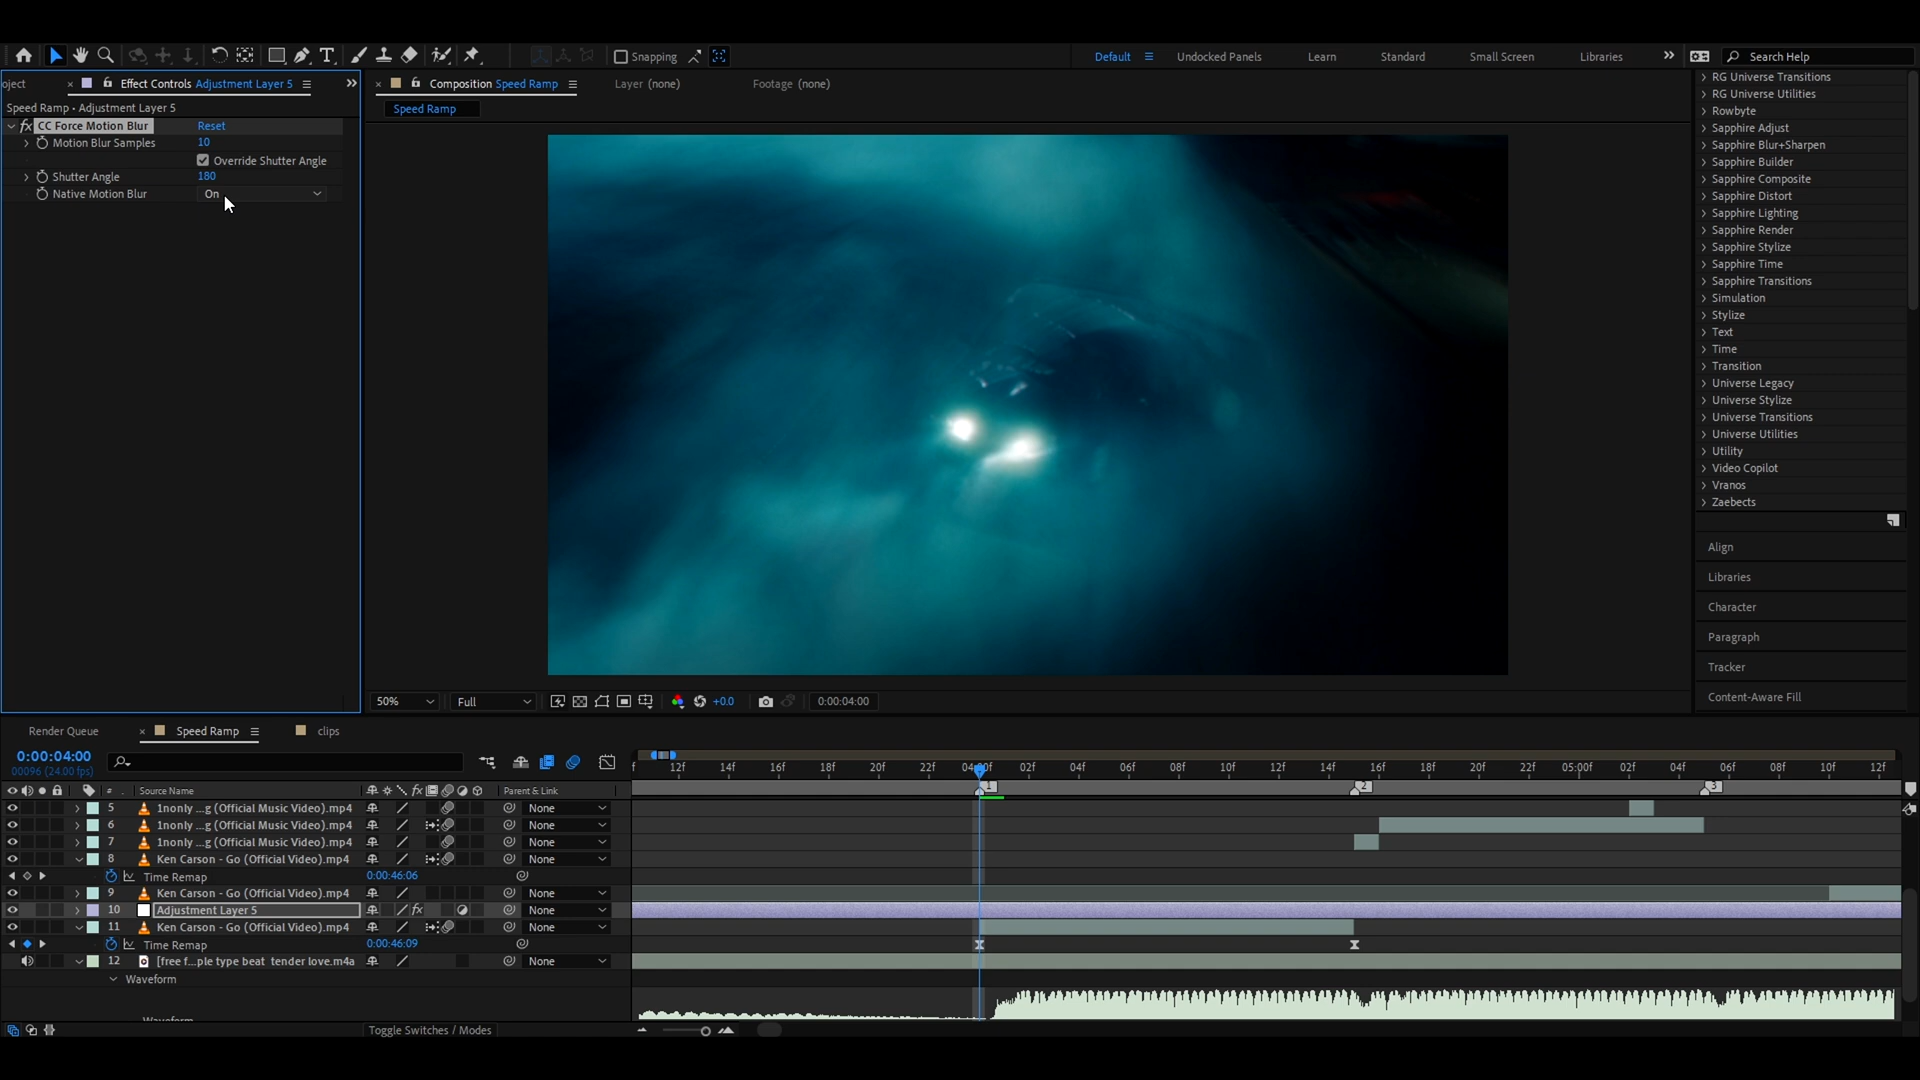 Snapping
Default
Undocked Panels
Learn
Standard
Small Screen
Libraries
Search Help
oject
Effect Controls Adjustment Layer 5
Speed Ramp • Adjustment Layer 5
fx CC Force Motion Blur Reset
Motion Blur Samples 10
Override Shutter Angle
Shutter Angle 180
Native Motion Blur On
Composition Speed Ramp
Layer (none)
Footage (none)
Speed Ramp
50%
Full
+0.0
0:00:04:00
RG Universe Transitions
RG Universe Utilities
Rowbyte
Sapphire Adjust
Sapphire Blur+Sharpen
Sapphire Builder
Sapphire Composite
Sapphire Distort
Sapphire Lighting
Sapphire Render
Sapphire Stylize
Sapphire Time
Sapphire Transitions
Simulation
Stylize
Text
Time
Transition
Universe Legacy
Universe Stylize
Universe Transitions
Universe Utilities
Utility
Video Copilot
Vranos
Zaebects
Align
Libraries
Character
Paragraph
Tracker
Content-Aware Fill
Render Queue
Speed Ramp
clips
0:00:04:00
00096 (24.00 fps)
f 12f 14f 16f 18f 20f 22f 04:00f 02f 04f 06f 08f 10f 12f 14f 16f 18f 20f 22f 05:00f 02f 04f 06f 08f 10f 12f
1 2 3
# Source Name fx Parent & Link
5 1nonly ...g (Official Music Video).mp4 None
6 1nonly ...g (Official Music Video).mp4 None
7 1nonly ...g (Official Music Video).mp4 None
8 Ken Carson - Go (Official Video).mp4 None
Time Remap 0:00:46:06
9 Ken Carson - Go (Official Video).mp4 None
10 Adjustment Layer 5 fx None
11 Ken Carson - Go (Official Video).mp4 None
Time Remap 0:00:46:09
12 [free f...ple type beat tender love.m4a None
Waveform
Toggle Switches / Modes